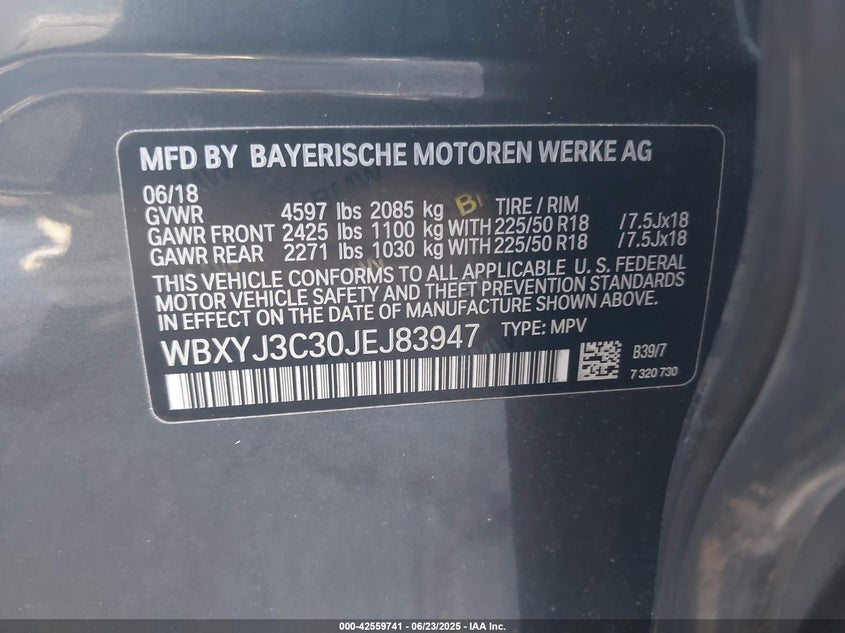 MFD BY BAYERISCHE MOTOREN WERKE AG
06/18
GVWR 4597 lbs 2085 kg TIRE / RIM
GAWR FRONT 2425 lbs 1100 kg WITH 225/50 R18 /7.5Jx18
GAWR REAR 2271 lbs 1030 kg WITH 225/50 R18 /7.5Jx18
THIS VEHICLE CONFORMS TO ALL APPLICABLE U. S. FEDERAL
MOTOR VEHICLE SAFETY AND THEFT PREVENTION STANDARDS
IN EFFECT ON THE DATE OF MANUFACTURE SHOWN ABOVE.
WBXYJ3C30JEJ83947 TYPE: MPV
B39/7
7 320 730
000-42559741 / 06/23/2025 - IAA Inc.